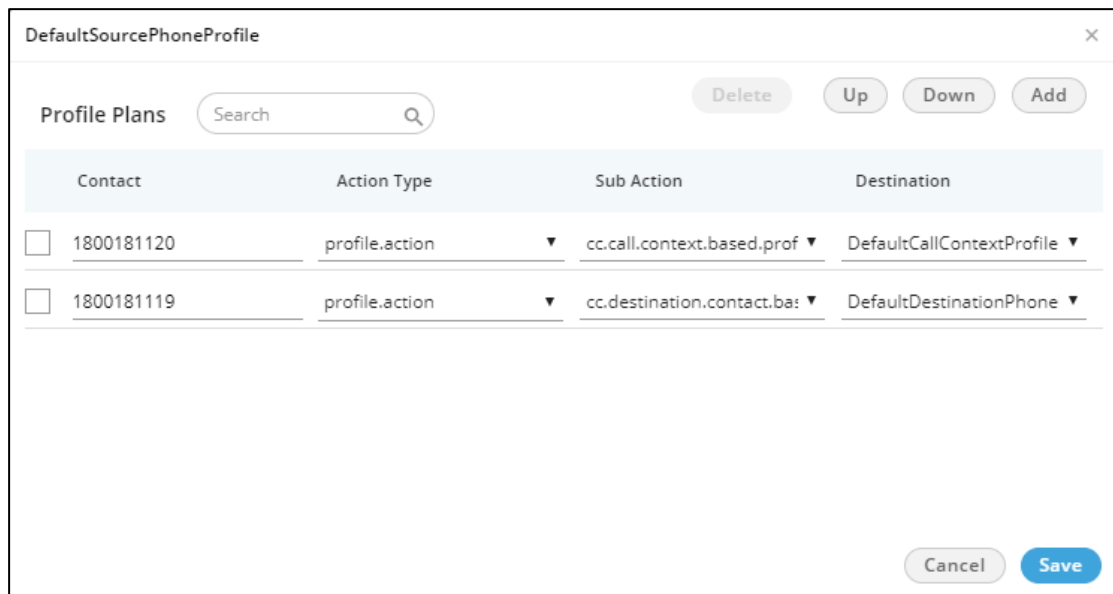 DefaultSourcePhoneProfile ×
Profile Plans Search Delete Up Down Add
Contact Action Type Sub Action Destination
1800181120 profile.action cc.call.context.based.prof DefaultCallContextProfile
1800181119 profile.action cc.destination.contact.bas DefaultDestinationPhone
Cancel Save